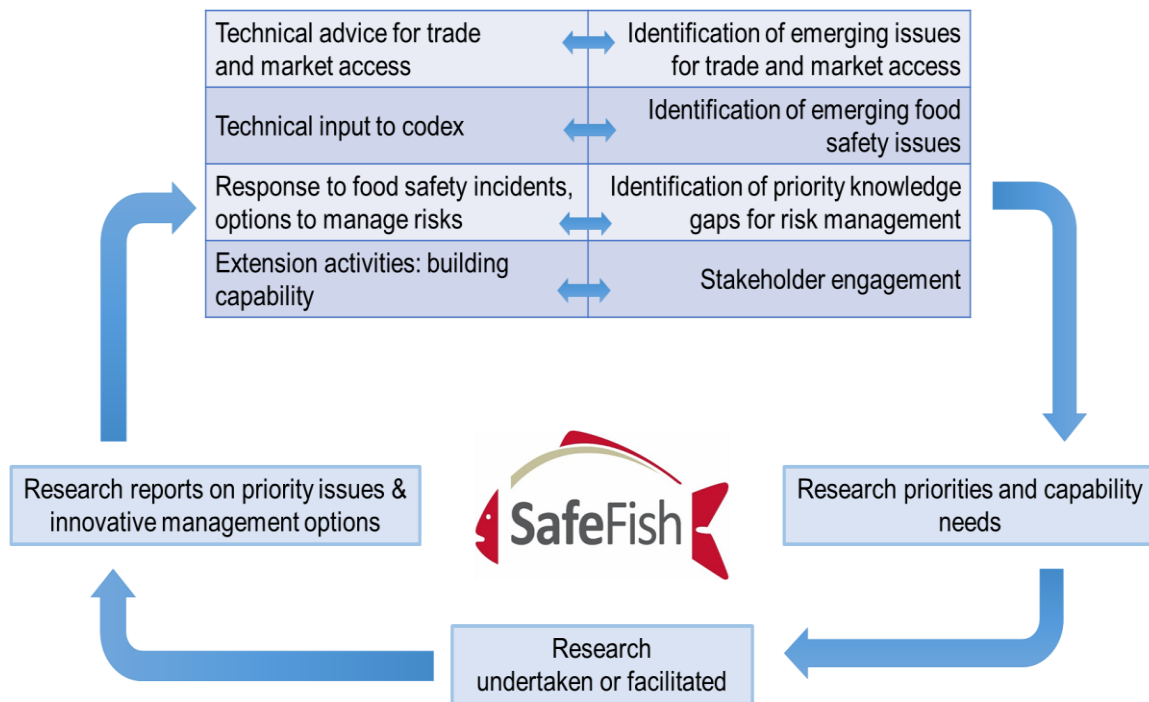 Technical advice for trade
and market access
Identification of emerging issues
for trade and market access
Technical input to codex
Identification of emerging food
safety issues
Response to food safety incidents,
options to manage risks
Identification of priority knowledge
gaps for risk management
Extension activities: building
capability
Stakeholder engagement
Research reports on priority issues &
innovative management options
SafeFish
Research priorities and capability
needs
Research
undertaken or facilitated